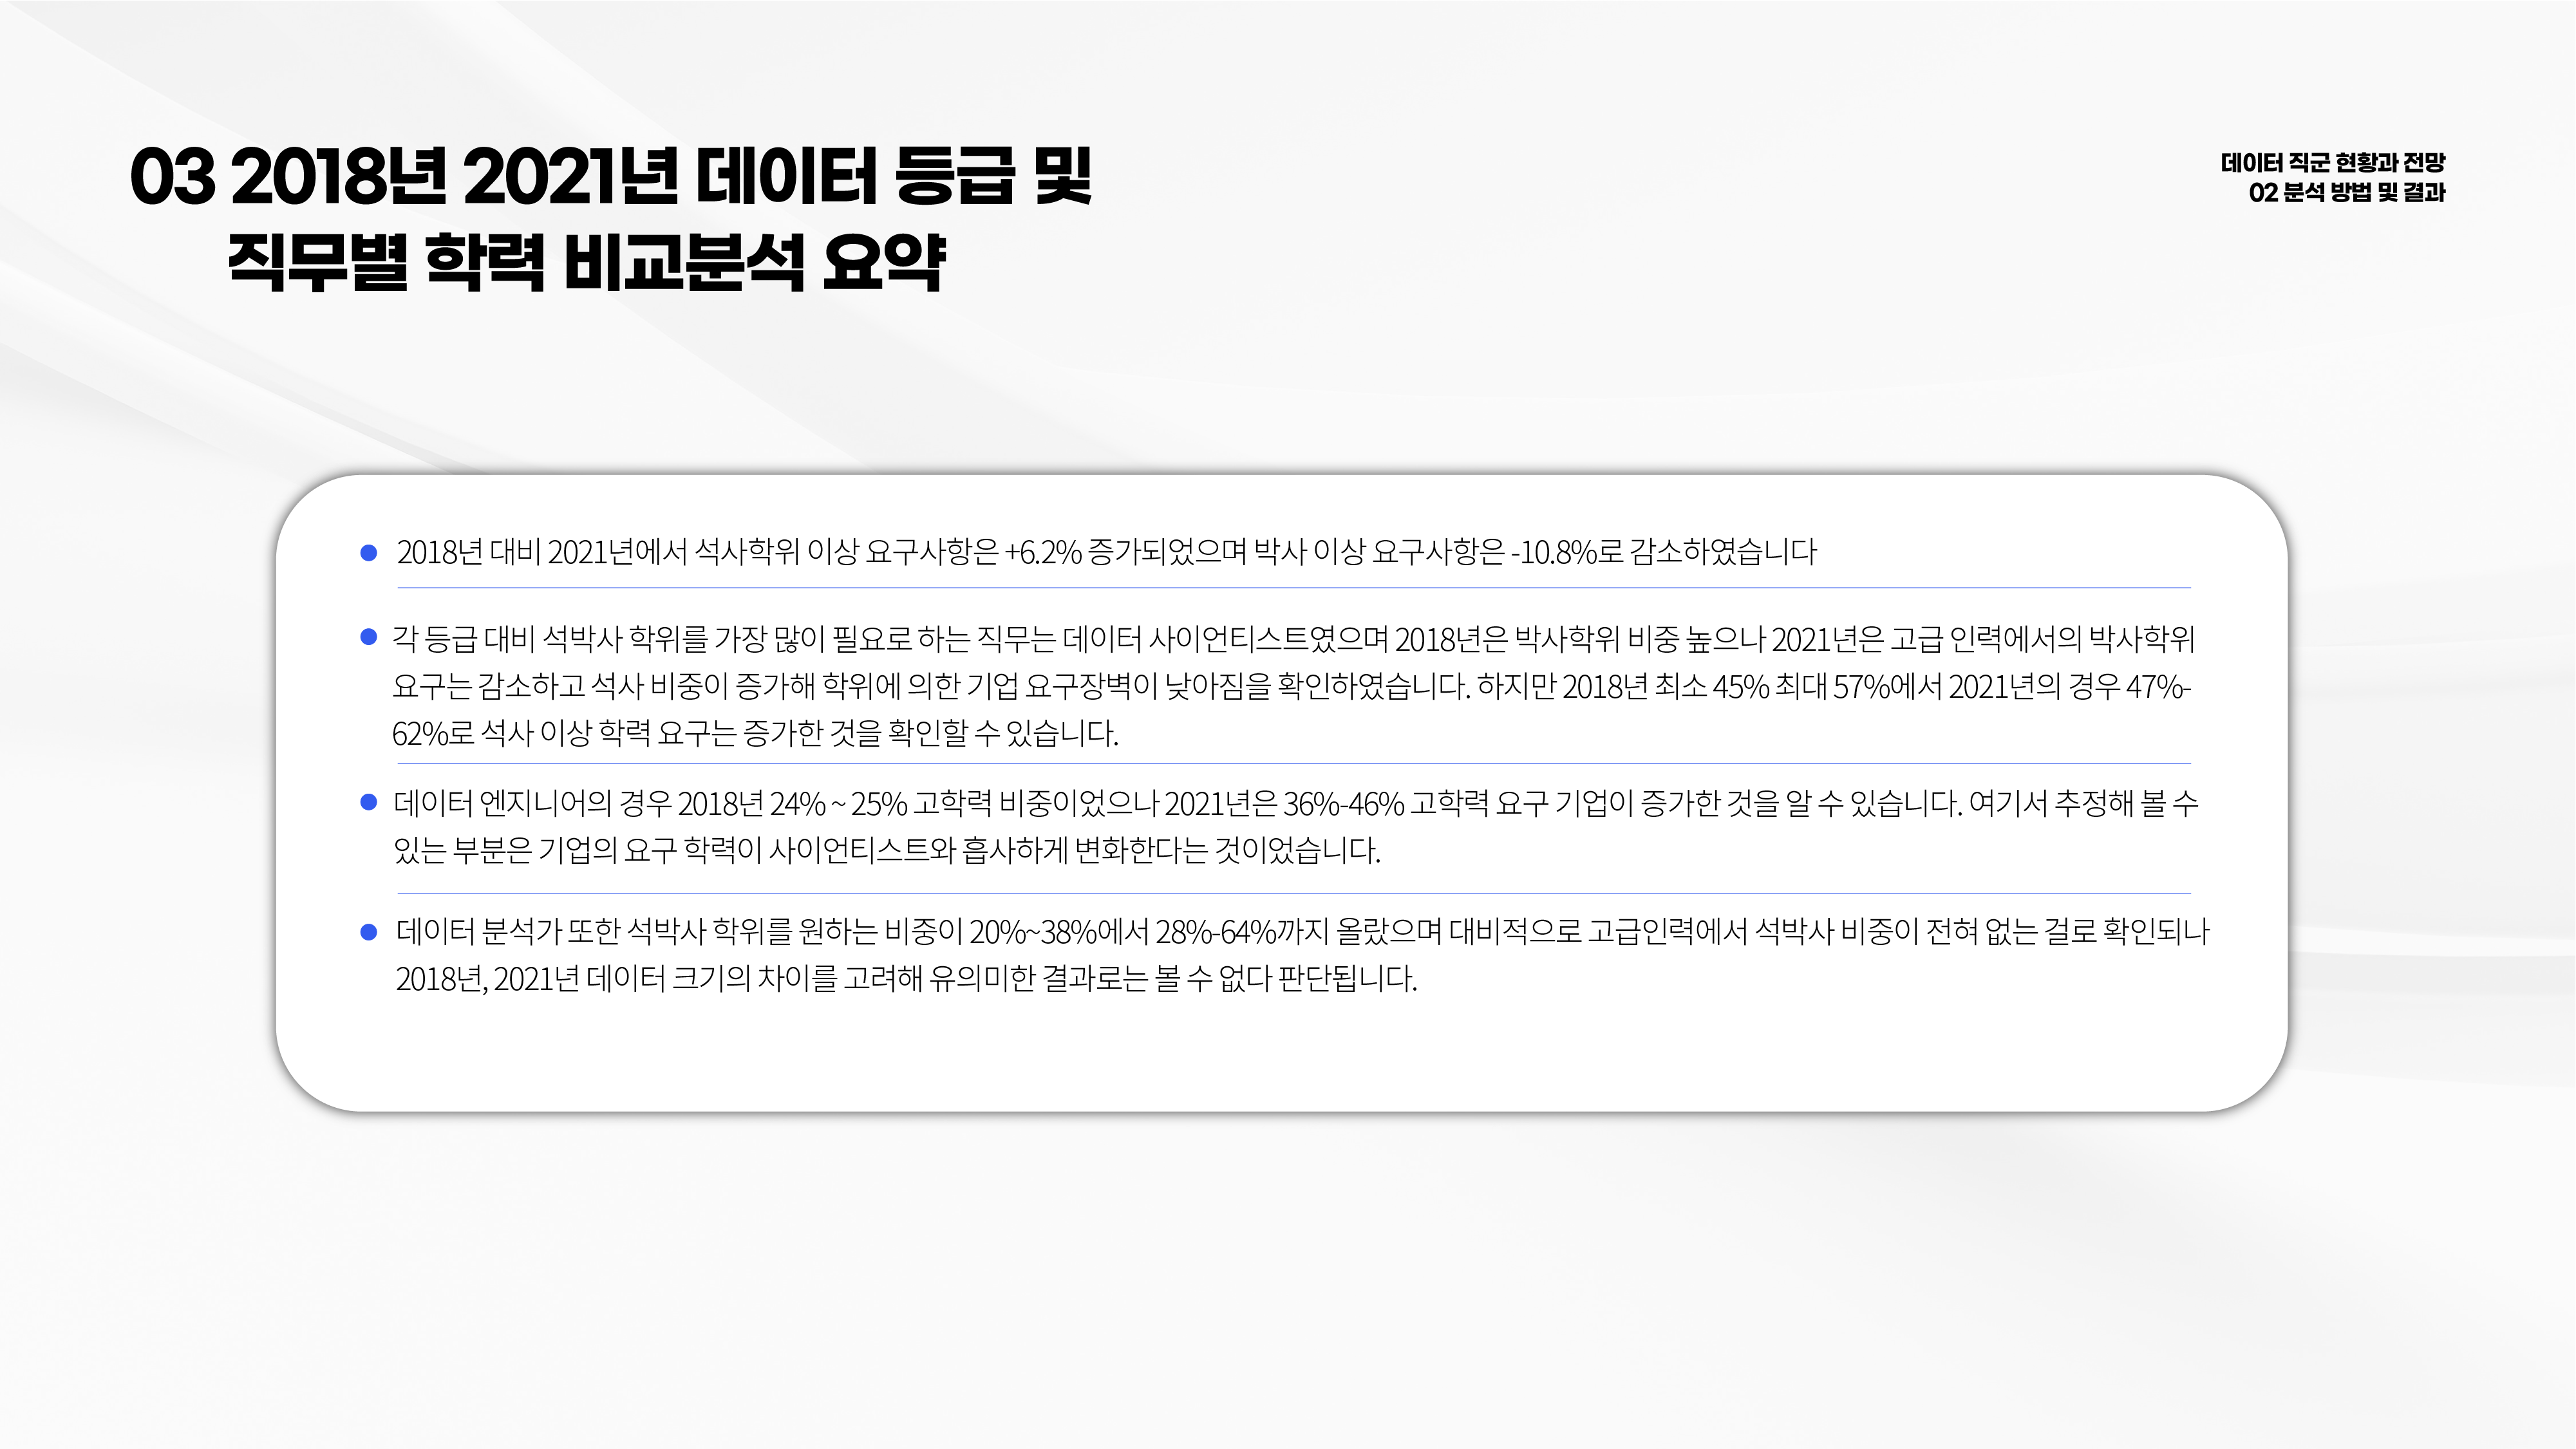 03 2018년 2021년 데이터 등급 및
직무별 학력 비교분석 요약
데이터 직군 현황과 전망
02 분석 방법 및 결과
2018년 대비 2021년에서 석사학위 이상 요구사항은 +6.2% 증가되었으며 박사 이상 요구사항은 -10.8%로 감소하였습니다
각 등급 대비 석박사 학위를 가장 많이 필요로 하는 직무는 데이터 사이언티스트였으며 2018년은 박사학위 비중 높으나 2021년은 고급 인력에서의 박사학위
요구는 감소하고 석사 비중이 증가해 학위에 의한 기업 요구장벽이 낮아짐을 확인하였습니다. 하지만 2018년 최소 45% 최대 57%에서 2021년의 경우 47%-
62%로 석사 이상 학력 요구는 증가한 것을 확인할 수 있습니다.
데이터 엔지니어의 경우 2018년 24% ~ 25% 고학력 비중이었으나 2021년은 36%-46% 고학력 요구 기업이 증가한 것을 알 수 있습니다. 여기서 추정해 볼 수
있는 부분은 기업의 요구 학력이 사이언티스트와 흡사하게 변화한다는 것이었습니다.
데이터 분석가 또한 석박사 학위를 원하는 비중이 20%~38%에서 28%-64%까지 올랐으며 대비적으로 고급인력에서 석박사 비중이 전혀 없는 걸로 확인되나
2018년, 2021년 데이터 크기의 차이를 고려해 유의미한 결과로는 볼 수 없다 판단됩니다.